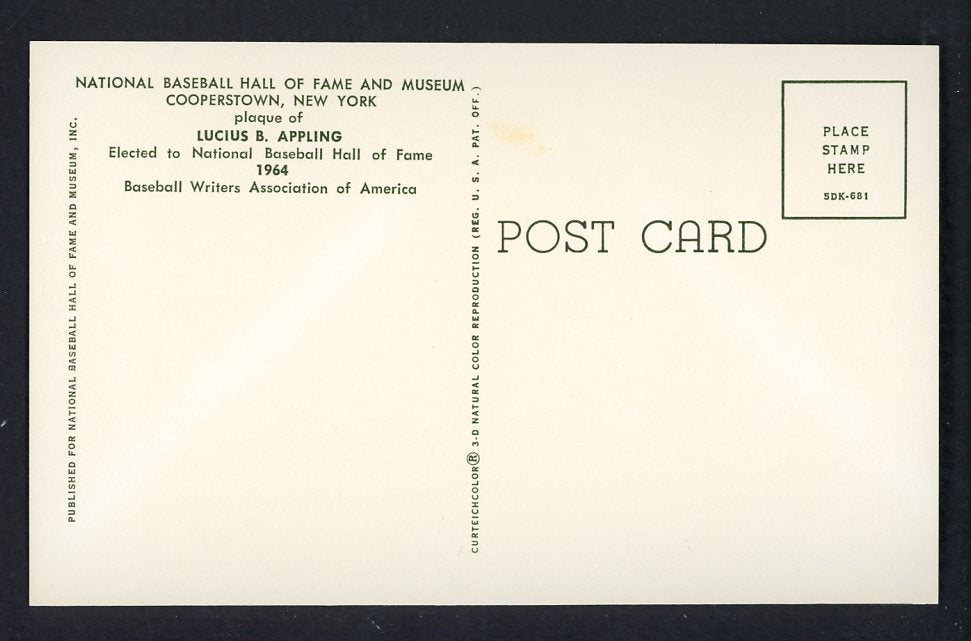 NATIONAL BASEBALL HALL OF FAME AND MUSEUM
COOPERSTOWN, NEW YORK
plaque of
LUCIUS B. APPLING
Elected to National Baseball Hall of Fame
1964
Baseball Writers Association of America
PUBLISHED FOR NATIONAL BASEBALL HALL OF FAME AND MUSEUM, INC.
CURTEICHCOLOR® 3-D NATURAL COLOR REPRODUCTION (REG. U. S. A. PAT. OFF.)
POST CARD
PLACE
STAMP
HERE
5DK-681